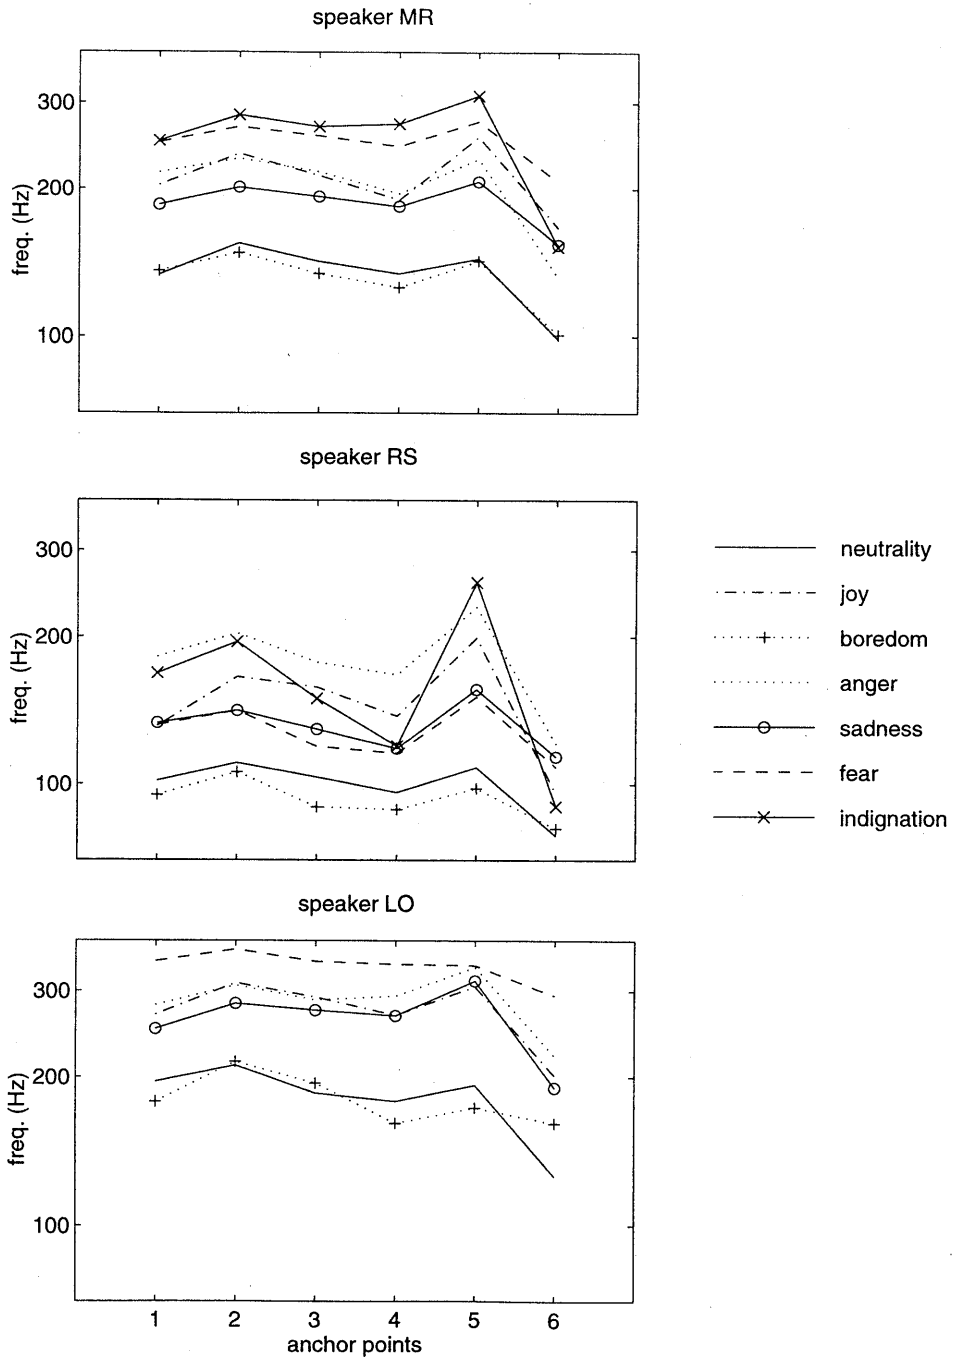 speaker MR
300
200
100
freq. (Hz)
speaker RS
300
200
100
freq. (Hz)
neutrality
joy
boredom
anger
sadness
fear
indignation
speaker LO
300
200
100
freq. (Hz)
1 2 3 4 5 6
anchor points